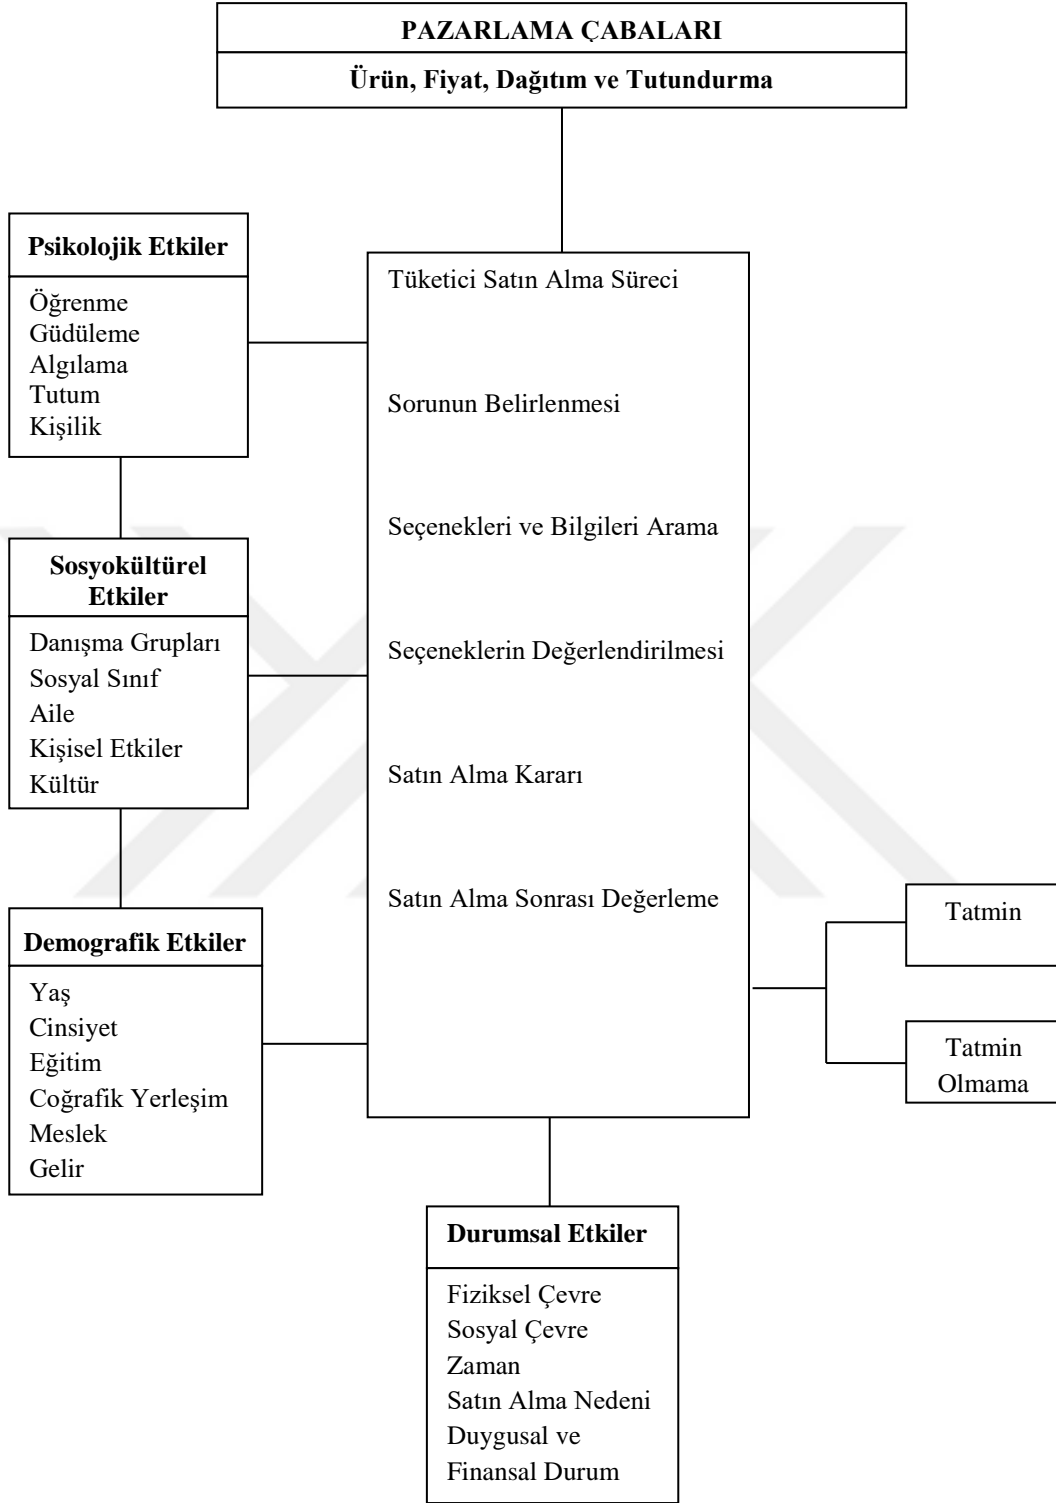 PAZARLAMA ÇABALARI
Ürün, Fiyat, Dağıtım ve Tutundurma
Psikolojik Etkiler
Öğrenme
Güdüleme
Algılama
Tutum
Kişilik
Sosyokültürel
Etkiler
Danışma Grupları
Sosyal Sınıf
Aile
Kişisel Etkiler
Kültür
Demografik Etkiler
Yaş
Cinsiyet
Eğitim
Coğrafik Yerleşim
Meslek
Gelir
Tüketici Satın Alma Süreci
Sorunun Belirlenmesi
Seçenekleri ve Bilgileri Arama
Seçeneklerin Değerlendirilmesi
Satın Alma Kararı
Satın Alma Sonrası Değerleme
Tatmin
Tatmin
Olmama
Durumsal Etkiler
Fiziksel Çevre
Sosyal Çevre
Zaman
Satın Alma Nedeni
Duygusal ve
Finansal Durum